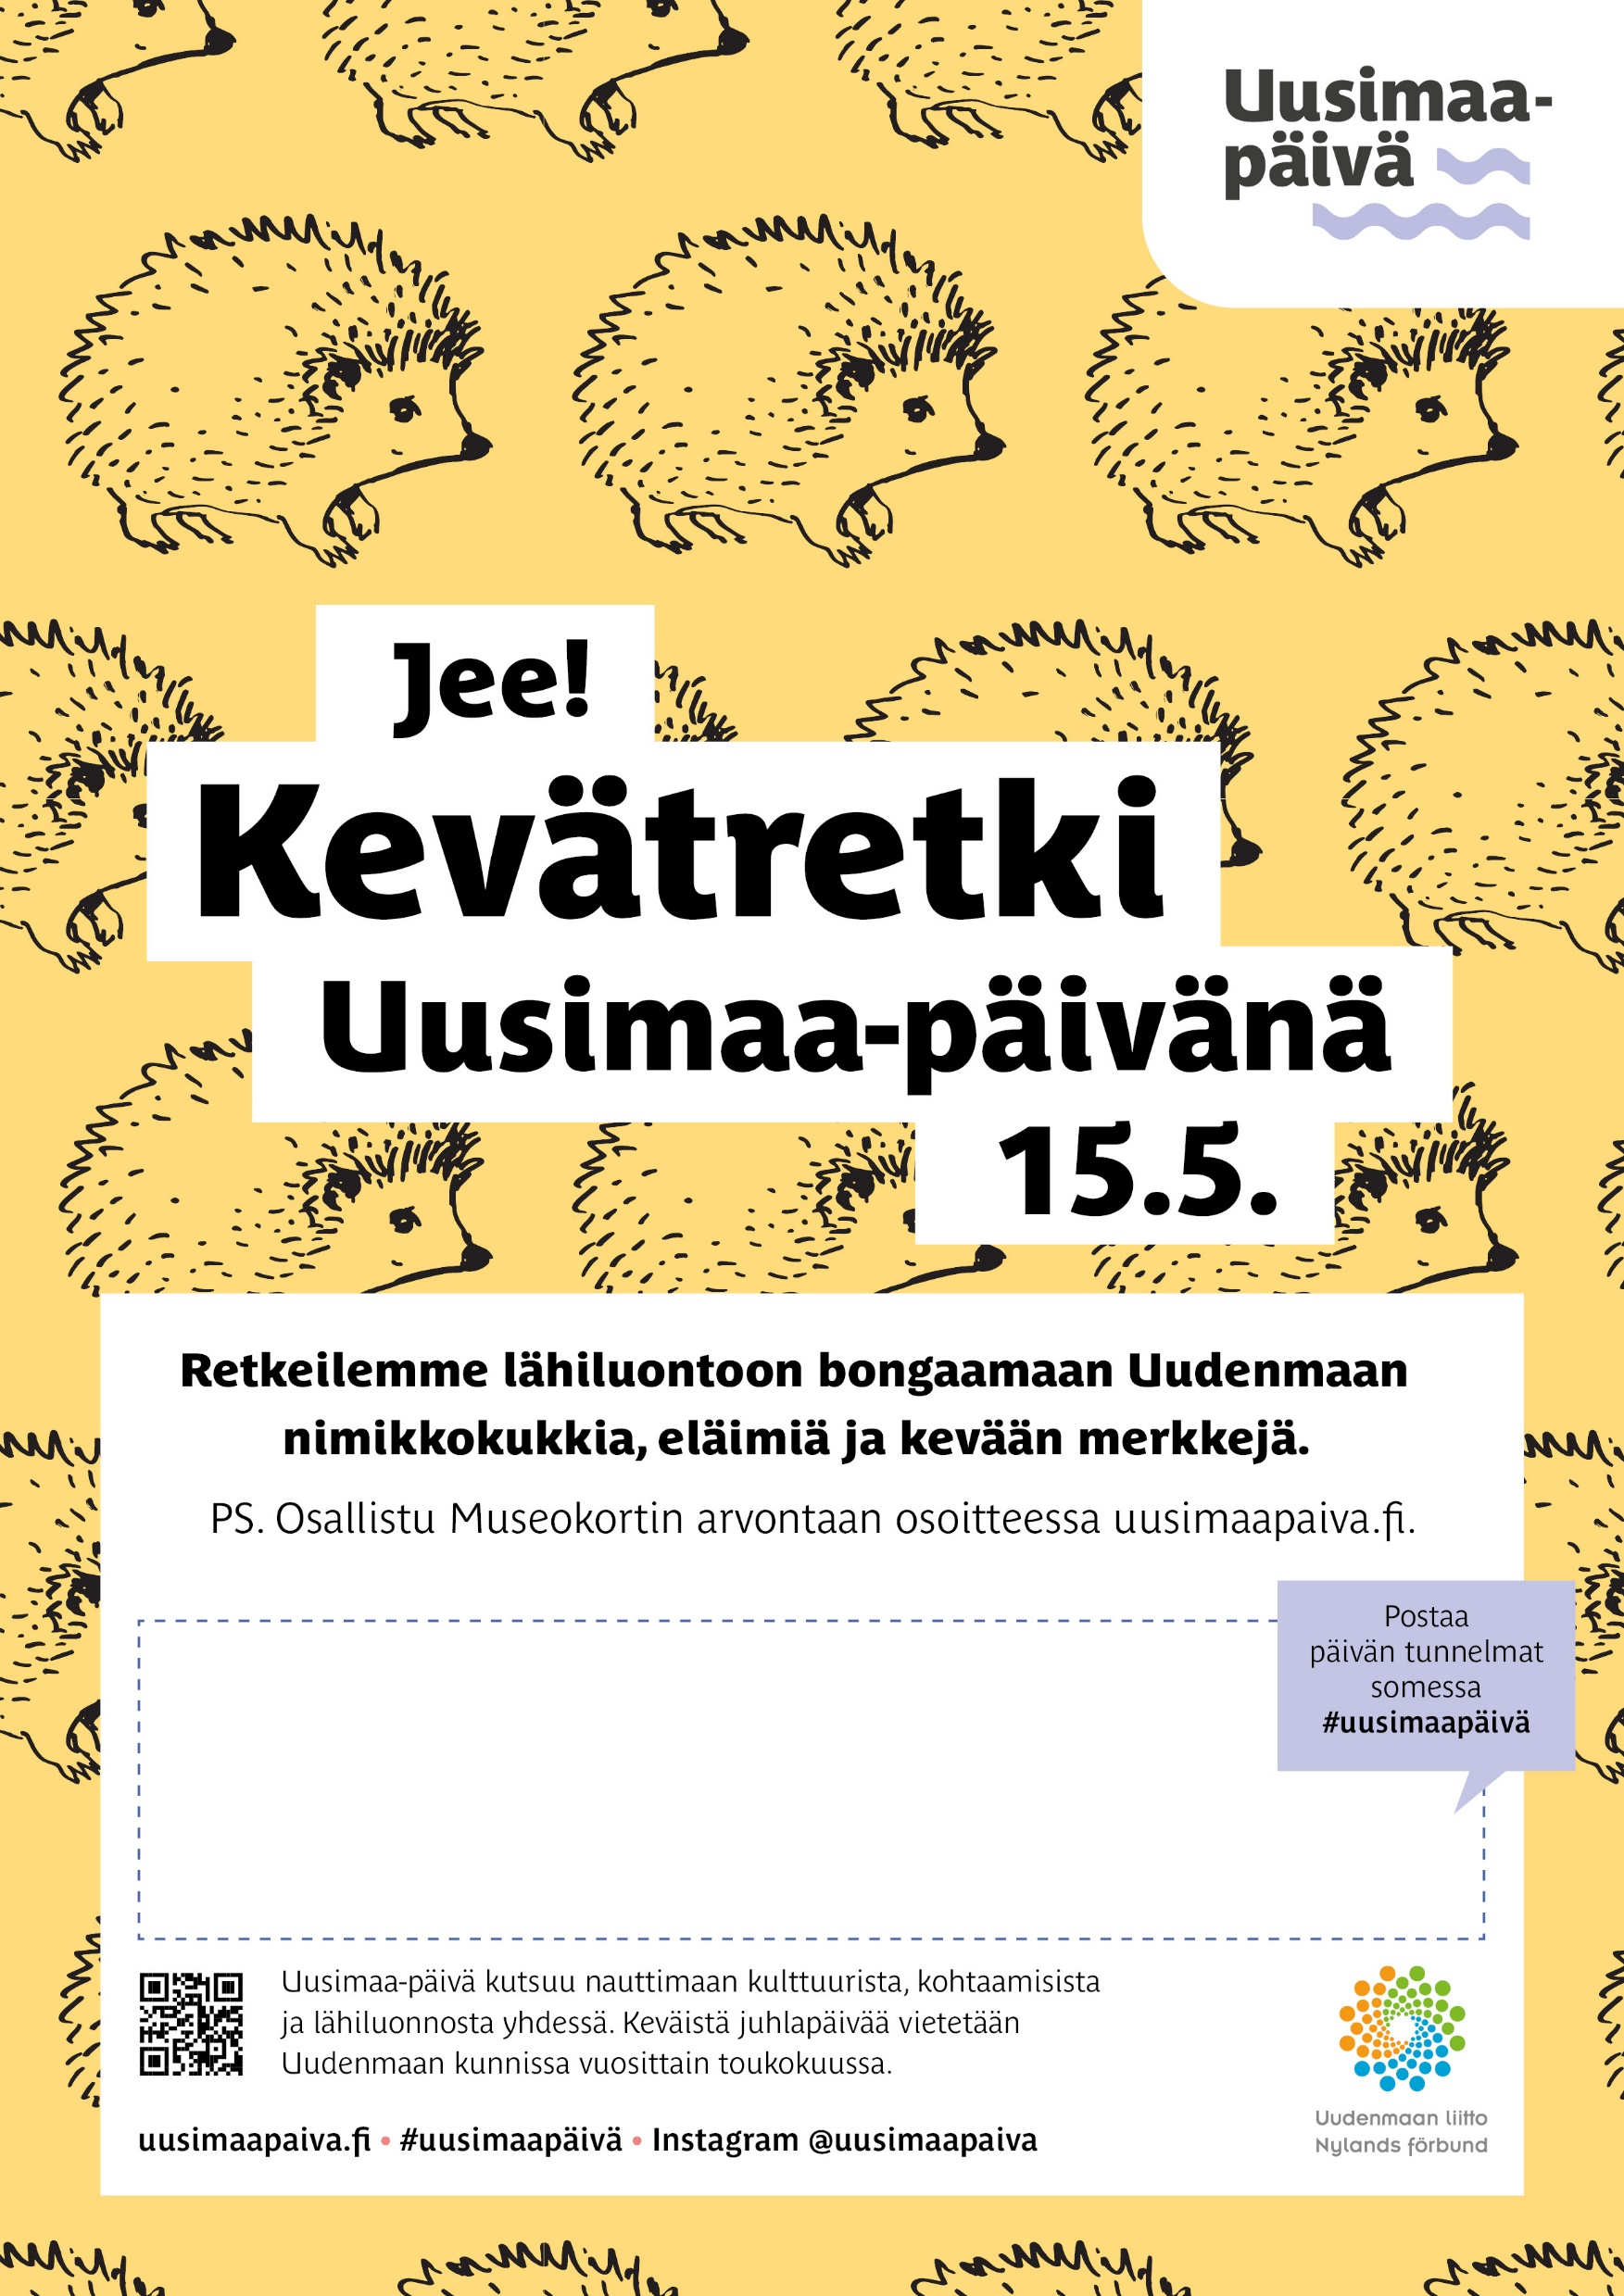 Uusimaa-
päivä
Jee!
Kevätretki
Uusimaa-päivänä
15.5.
Retkeilemme lähiluontoon bongaamaan Uudenmaan
nimikkokukkia, eläimiä ja kevään merkkejä.
PS. Osallistu Museokortin arvontaan osoitteessa uusimaapaiva.fi.
Postaa
päivän tunnelmat
somessa
#uusimaapäivä
Uusimaa-päivä kutsuu nauttimaan kulttuurista, kohtaamisista
ja lähiluonnosta yhdessä. Keväistä juhlapäivää vietetään
Uudenmaan kunnissa vuosittain toukokuussa.
uusimaapaiva.fi • #uusimaapäivä • Instagram @uusimaapaiva
Uudenmaan liitto
Nylands förbund